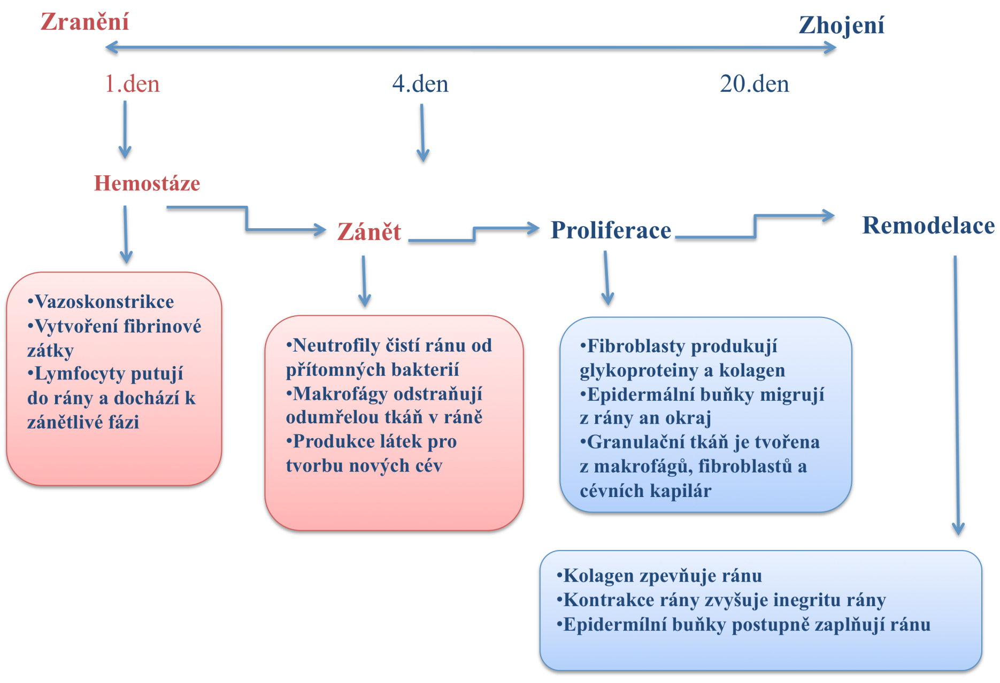 Zranění
Zhojení
1.den
4.den
20.den
Hemostáze
Zánět
Proliferace
Remodelace
•Vazoskonstrikce
•Vytvoření fibrinové
zátky
•Lymfocyty putují
do rány a dochází k
zánětlivé fázi
•Neutrofily čistí ránu od
přítomných bakterií
•Makrofágy odstraňují
odumřelou tkáň v ráně
•Produkce látek pro
tvorbu nových cév
•Fibroblasty produkují
glykoproteiny a kolagen
•Epidermální buňky migrují
z rány an okraj
•Granulační tkáň je tvořena
z makrofágů, fibroblastů a
cévních kapilár
•Kolagen zpevňuje ránu
•Kontrakce rány zvyšuje inegritu rány
•Epidermílní buňky postupně zaplňují ránu